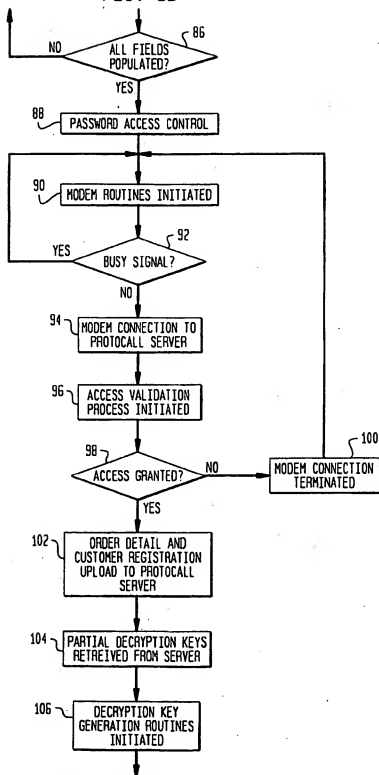 86
NO
ALL FIELDS
POPULATED?
YES
88
PASSWORD ACCESS CONTROL
90
MODEM ROUTINES INITIATED
92
YES
BUSY SIGNAL?
NO
94
MODEM CONNECTION TO
PROTOCALL SERVER
96
ACCESS VALIDATION
PROCESS INITIATED
98
ACCESS GRANTED?
NO
100
MODEM CONNECTION
TERMINATED
YES
102
ORDER DETAIL AND
CUSTOMER REGISTRATION
UPLOAD TO PROTOCALL
SERVER
104
PARTIAL DECRYPTION KEYS
RETREIVED FROM SERVER
106
DECRYPTION KEY
GENERATION ROUTINES
INITIATED